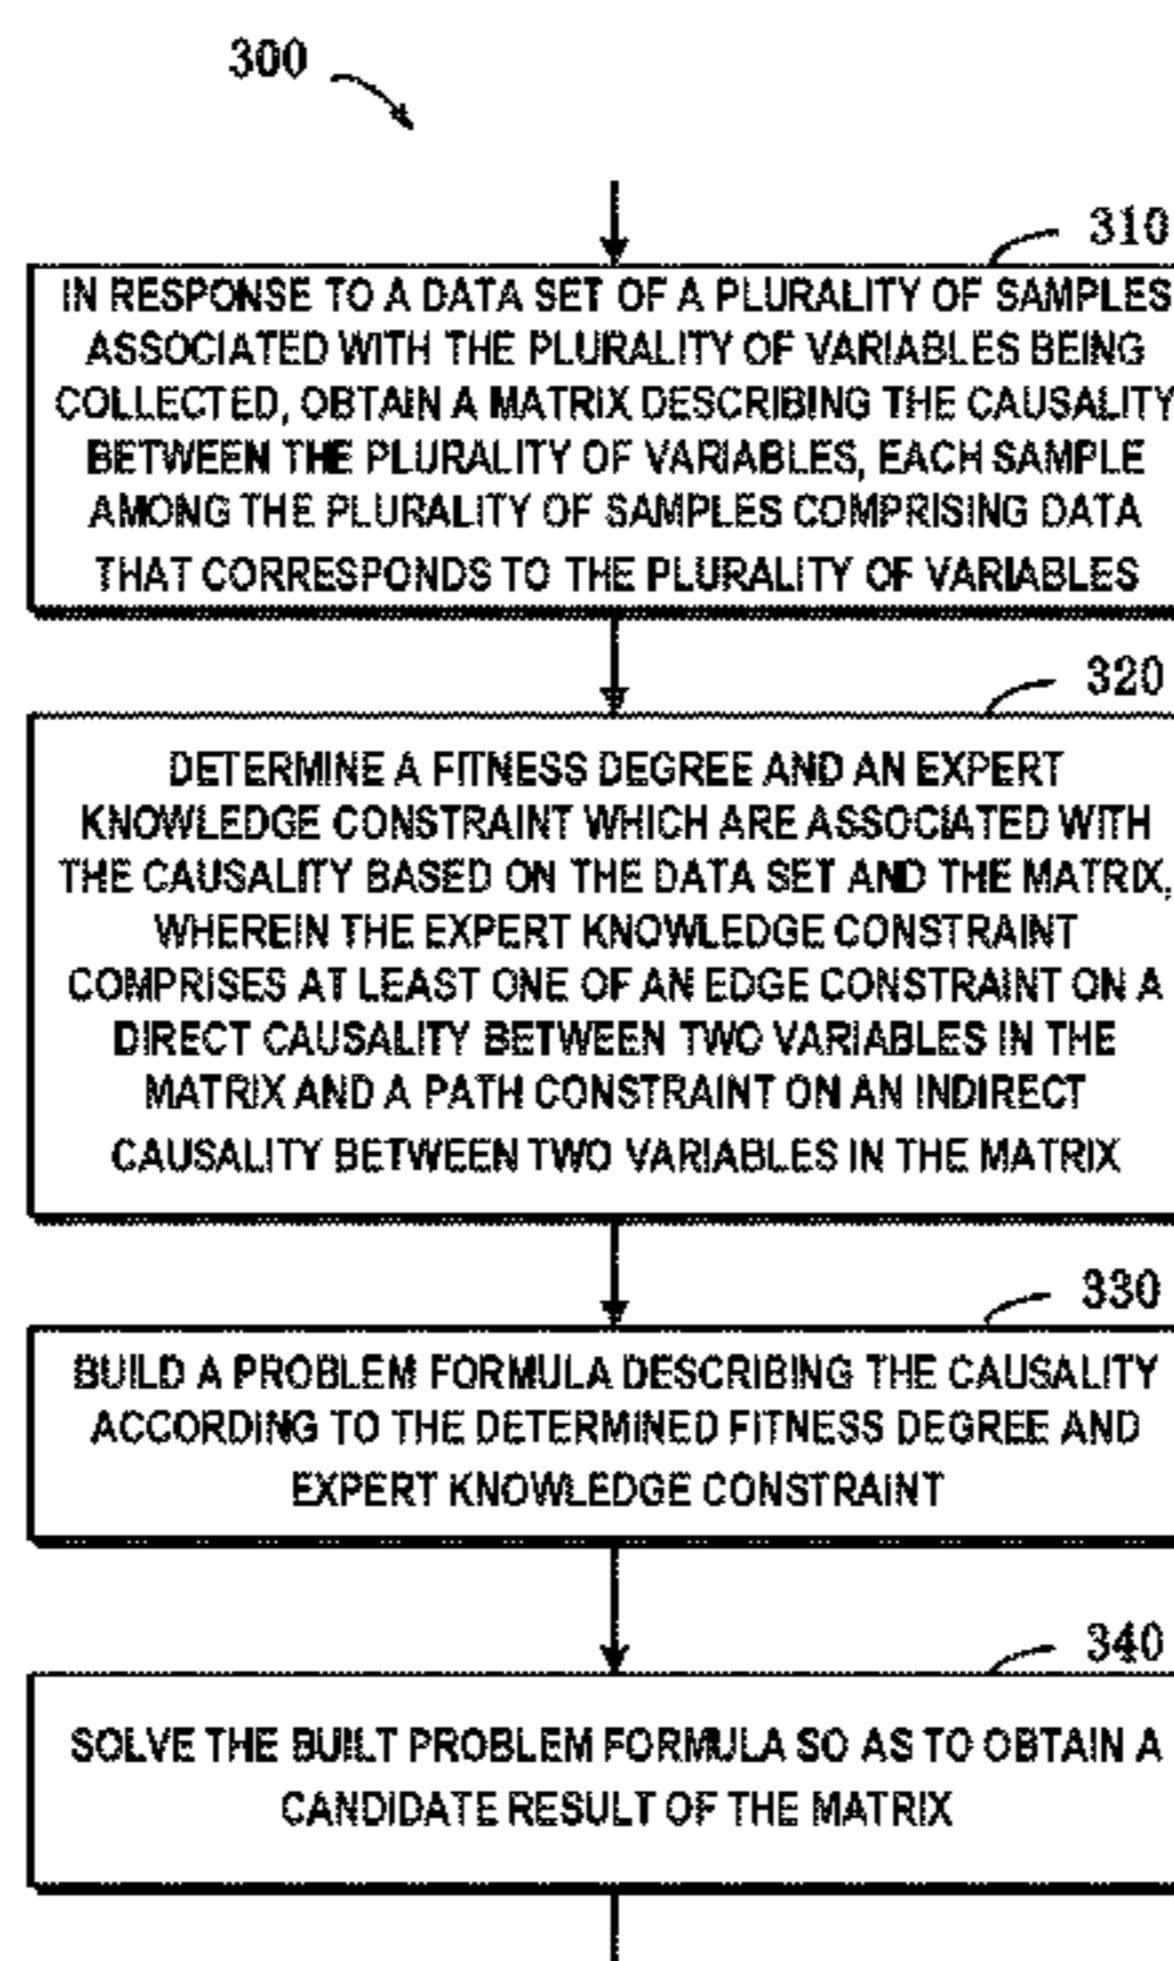 300
310
IN RESPONSE TO A DATA SET OF A PLURALITY OF SAMPLES
ASSOCIATED WITH THE PLURALITY OF VARIABLES BEING
COLLECTED, OBTAIN A MATRIX DESCRIBING THE CAUSALITY
BETWEEN THE PLURALITY OF VARIABLES, EACH SAMPLE
AMONG THE PLURALITY OF SAMPLES COMPRISING DATA
THAT CORRESPONDS TO THE PLURALITY OF VARIABLES
320
DETERMINE A FITNESS DEGREE AND AN EXPERT
KNOWLEDGE CONSTRAINT WHICH ARE ASSOCIATED WITH
THE CAUSALITY BASED ON THE DATA SET AND THE MATRIX,
WHEREIN THE EXPERT KNOWLEDGE CONSTRAINT
COMPRISES AT LEAST ONE OF AN EDGE CONSTRAINT ON A
DIRECT CAUSALITY BETWEEN TWO VARIABLES IN THE
MATRIX AND A PATH CONSTRAINT ON AN INDIRECT
CAUSALITY BETWEEN TWO VARIABLES IN THE MATRIX
330
BUILD A PROBLEM FORMULA DESCRIBING THE CAUSALITY
ACCORDING TO THE DETERMINED FITNESS DEGREE AND
EXPERT KNOWLEDGE CONSTRAINT
340
SOLVE THE BUILT PROBLEM FORMULA SO AS TO OBTAIN A
CANDIDATE RESULT OF THE MATRIX